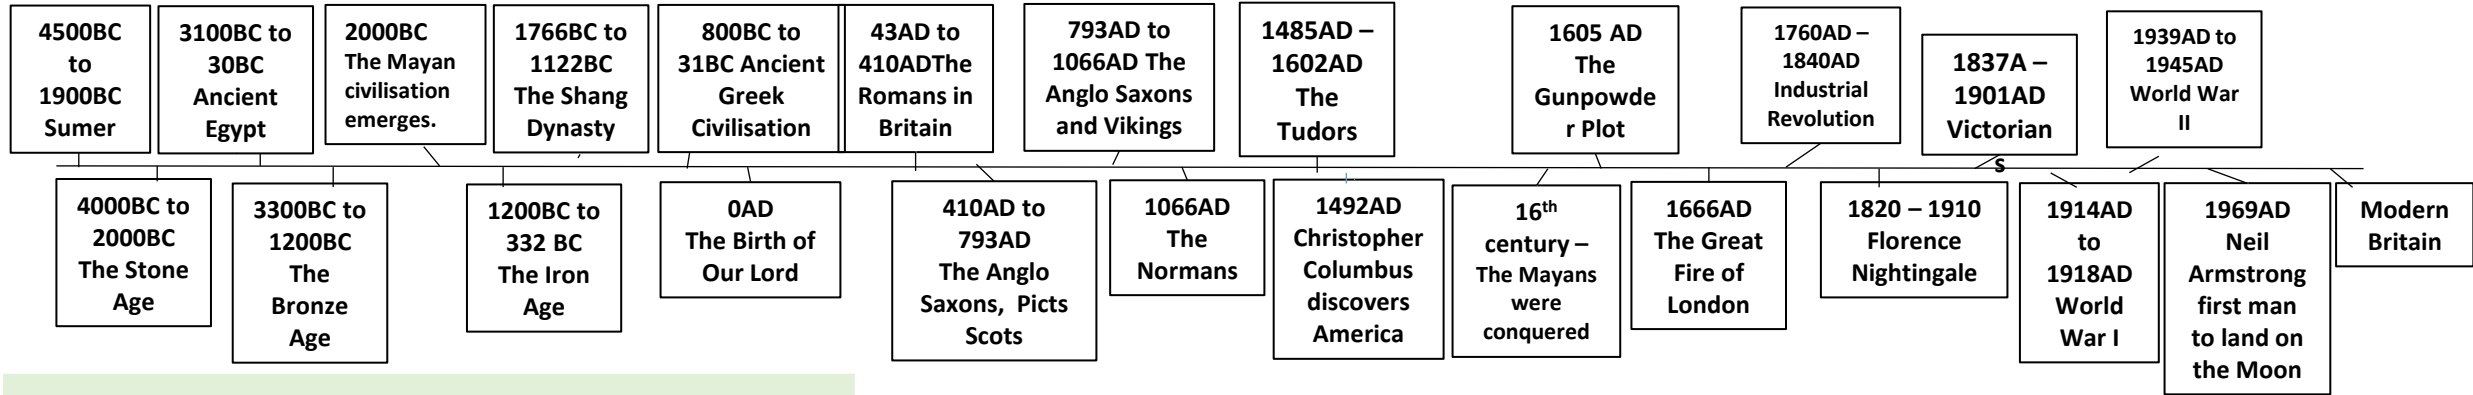 4500BC
to
1900BC
Sumer
3100BC to
30BC
Ancient
Egypt
2000BC
The Mayan
civilisation
emerges.
1766BC to
1122BC
The Shang
Dynasty
800BC to
31BC Ancient
Greek
Civilisation
43AD to
410ADThe
Romans in
Britain
793AD to
1066AD The
Anglo Saxons
and Vikings
1485AD –
1602AD
The
Tudors
1605 AD
The
Gunpowde
r Plot
1760AD –
1840AD
Industrial
Revolution
1837A –
1901AD
Victorian
s
1939AD to
1945AD
World War
II
4000BC to
2000BC
The Stone
Age
3300BC to
1200BC
The
Bronze
Age
1200BC to
332 BC
The Iron
Age
0AD
The Birth of
Our Lord
410AD to
793AD
The Anglo
Saxons, Picts
Scots
1066AD
The
Normans
1492AD
Christopher
Columbus
discovers
America
16th
century –
The Mayans
were
conquered
1666AD
The Great
Fire of
London
1820 – 1910
Florence
Nightingale
1914AD
to
1918AD
World
War I
1969AD
Neil
Armstrong
first man
to land on
the Moon
Modern
Britain